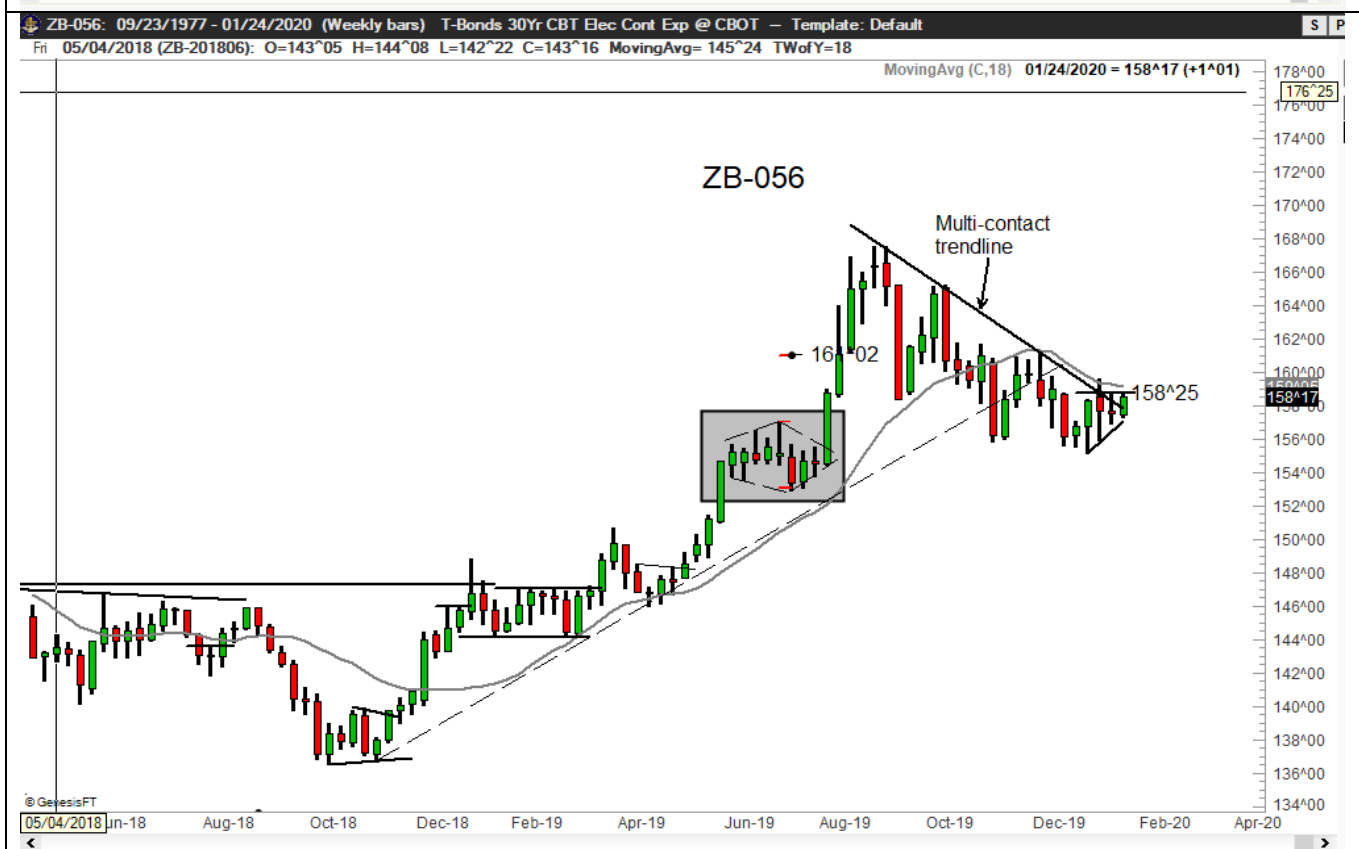 ZB-056: 09/23/1977 - 01/24/2020 (Weekly bars) T-Bonds 30Yr CBT Elec Cont Exp @ CBOT — Template: Default
S P
Fri 05/04/2018 (ZB-201806): O=143^05 H=144^08 L=142^22 C=143^16 MovingAvg= 145^24 TWofY=18
MovingAvg (C,18) 01/24/2020 = 158^17 (+1^01)
178^00
176^25
176^00
174^00
ZB-056
172^00
170^00
Multi-contact
trendline
168^00
166^00
164^00
162^00
160^00
158^25
158^17
156^00
154^00
152^00
150^00
148^00
146^00
144^00
142^00
140^00
138^00
136^00
134^00
© GenesisFT
05/04/2018 un-18 Aug-18 Oct-18 Dec-18 Feb-19 Apr-19 Jun-19 Aug-19 Oct-19 Dec-19 Feb-20 Apr-20